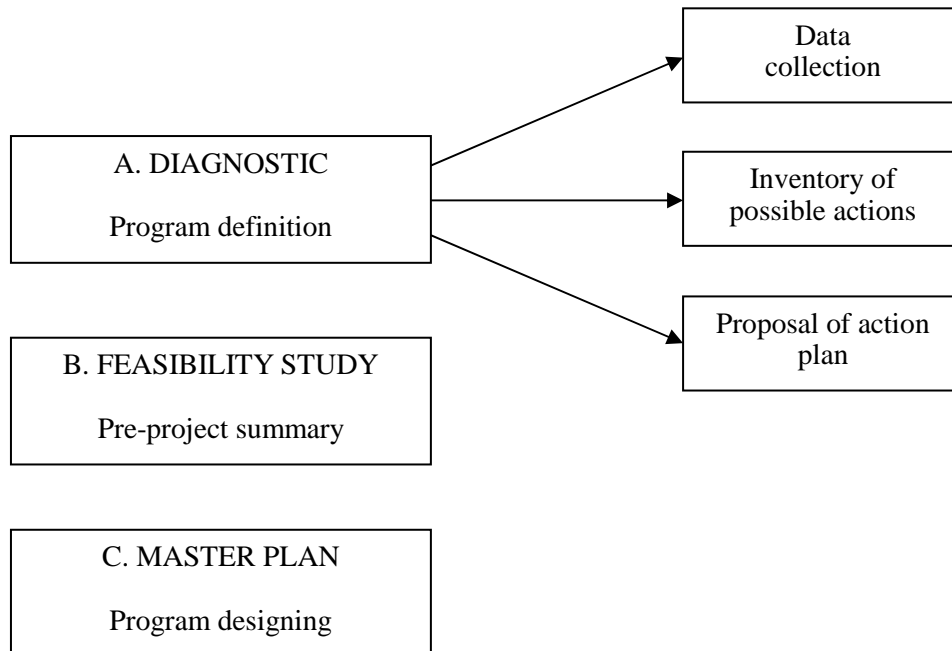 Data
collection
A. DIAGNOSTIC
Program definition
Inventory of
possible actions
Proposal of action
plan
B. FEASIBILITY STUDY
Pre-project summary
C. MASTER PLAN
Program designing